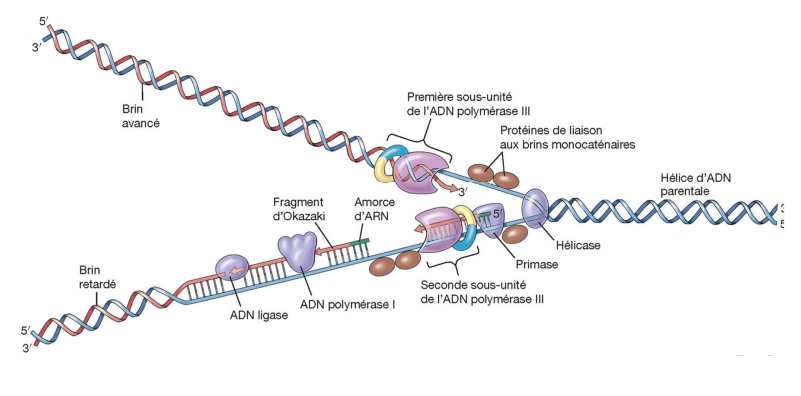 5′
3′
Brin
avancé
Première sous-unité
de l'ADN polymérase III
Protéines de liaison
aux brins monocaténaires
Hélice d'ADN
parentale
3′
Fragment
d'Okazaki
Amorce
d'ARN
5′
Hélicase
Primase
Brin
retardé
Seconde sous-unité
de l'ADN polymérase III
ADN polymérase I
ADN ligase
5′
3′